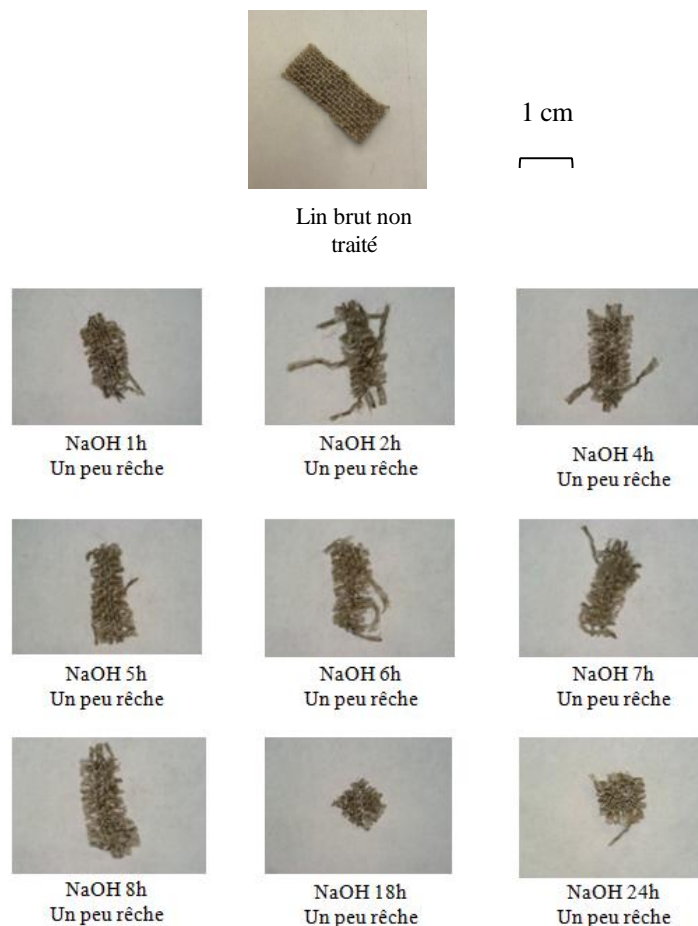 1 cm
Lin brut non
traité
NaOH 1h
Un peu rêche
NaOH 2h
Un peu rêche
NaOH 4h
Un peu rêche
NaOH 5h
Un peu rêche
NaOH 6h
Un peu rêche
NaOH 7h
Un peu rêche
NaOH 8h
Un peu rêche
NaOH 18h
Un peu rêche
NaOH 24h
Un peu rêche